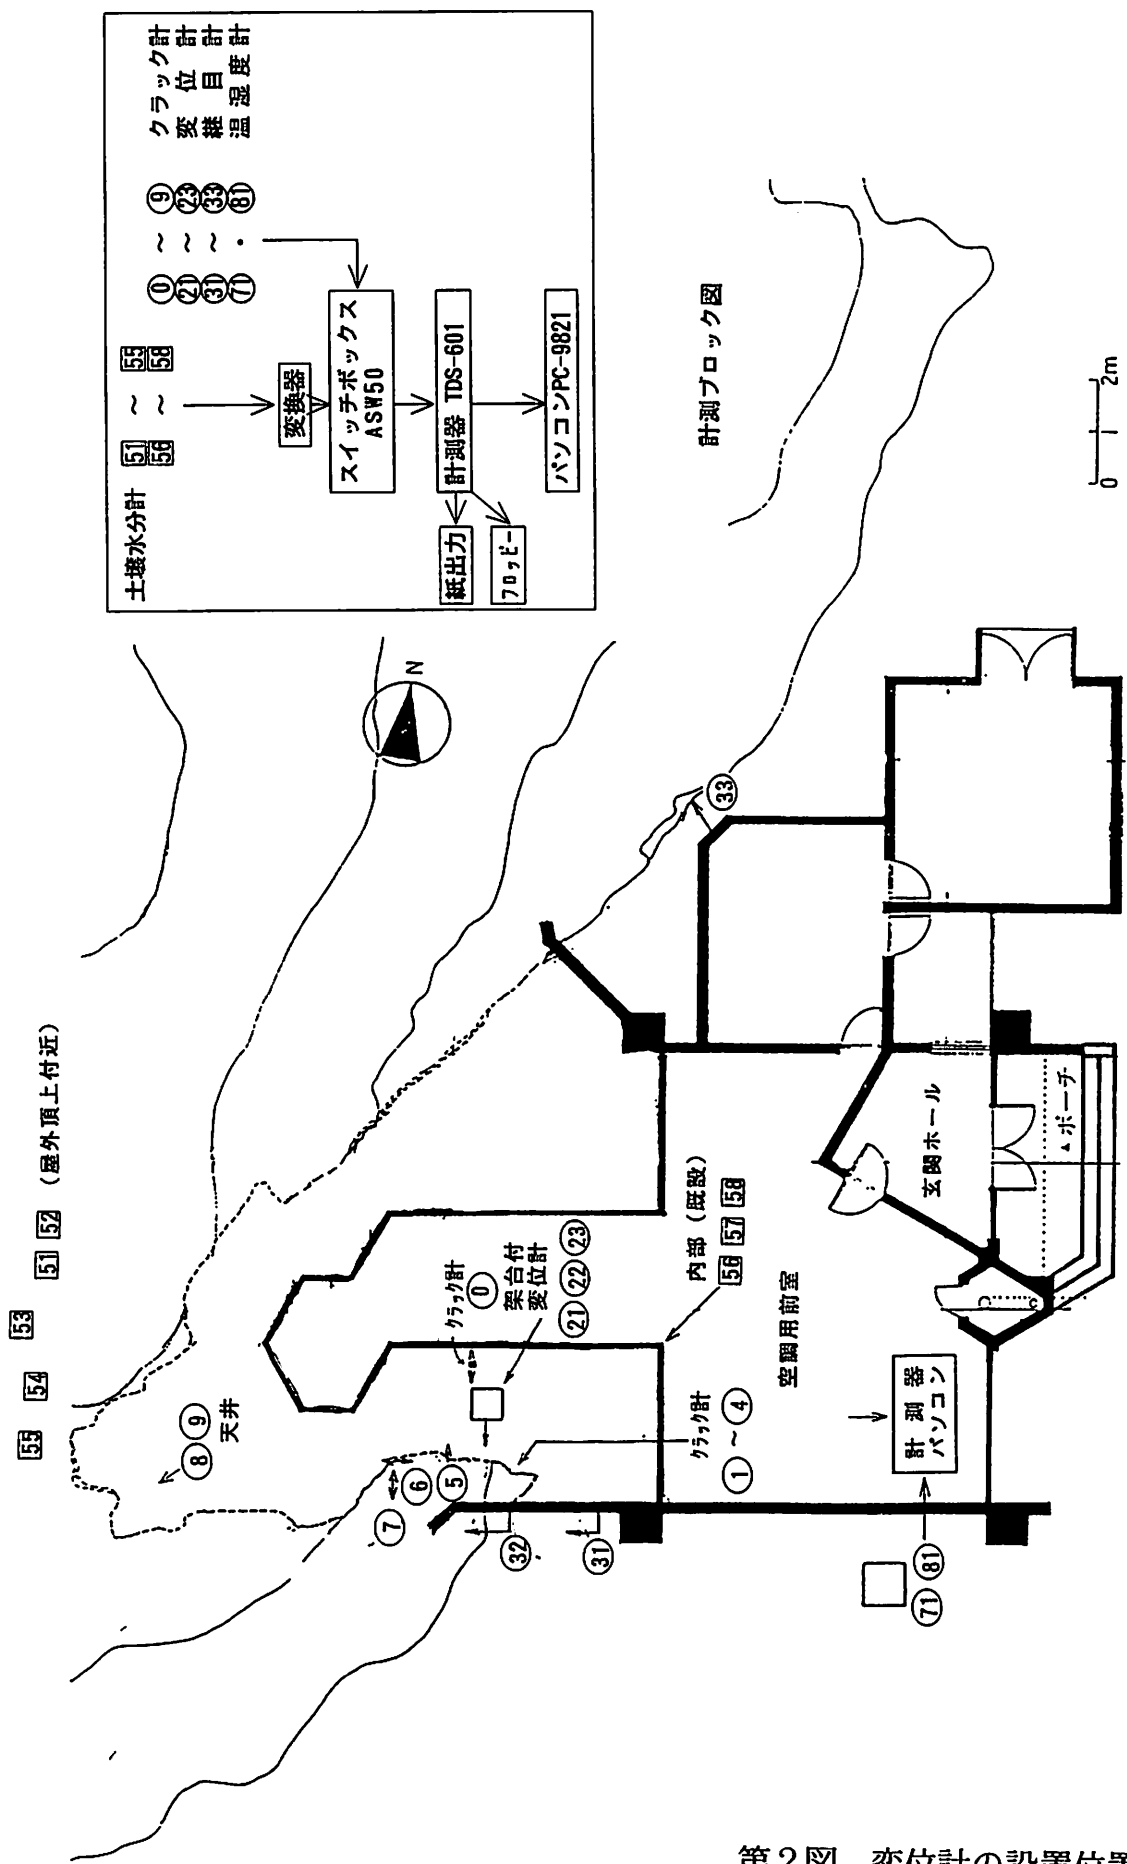 土壌水分計
51 ～ 55
56 ～ 58
⓪ ～ ⑨ クラック計
㉑ ～ ㉓ 変位計
㉛ ～ ㉝ 継目計
71 . 81 温湿度計
変換器
スイッチボックス
ASW50
計測器 TDS-601
紙出力
フロッピー
パソコンPC-9821
計測ブロック図
0 1 2m
N
55 54 53 51 52 (屋外頂上付近)
⑧ ⑨
天井
⑦ ⑥ ⑤
クラック計
⓪
架台付
変位計
㉑ ㉒ ㉓
㉜
㉛
㉝
クラック計
① ～ ④
内部 (既設)
56 57 58
空調用前室
玄関ホール
ポーチ
計測器
パソコン
71 81
第2図 変位計の設置位置